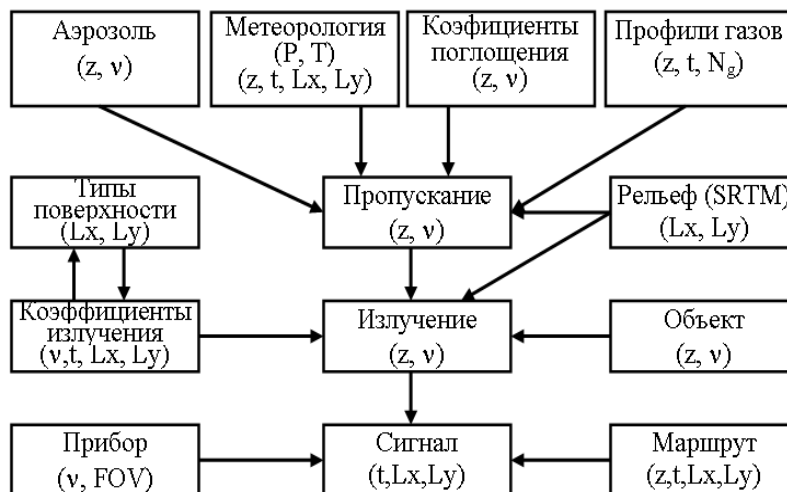 Аэрозоль
(z, ν)
Метеорология
(P, T)
(z, t, Lx, Ly)
Коэфициенты
поглощения
(z, ν)
Профили газов
(z, t, Ng)
Типы
поверхности
(Lx, Ly)
Пропускание
(z, ν)
Рельеф (SRTM)
(Lx, Ly)
Коэффициенты
излучения
(ν,t, Lx, Ly)
Излучение
(z, ν)
Объект
(z, ν)
Прибор
(ν, FOV)
Сигнал
(t,Lx,Ly)
Маршрут
(z,t,Lx,Ly)